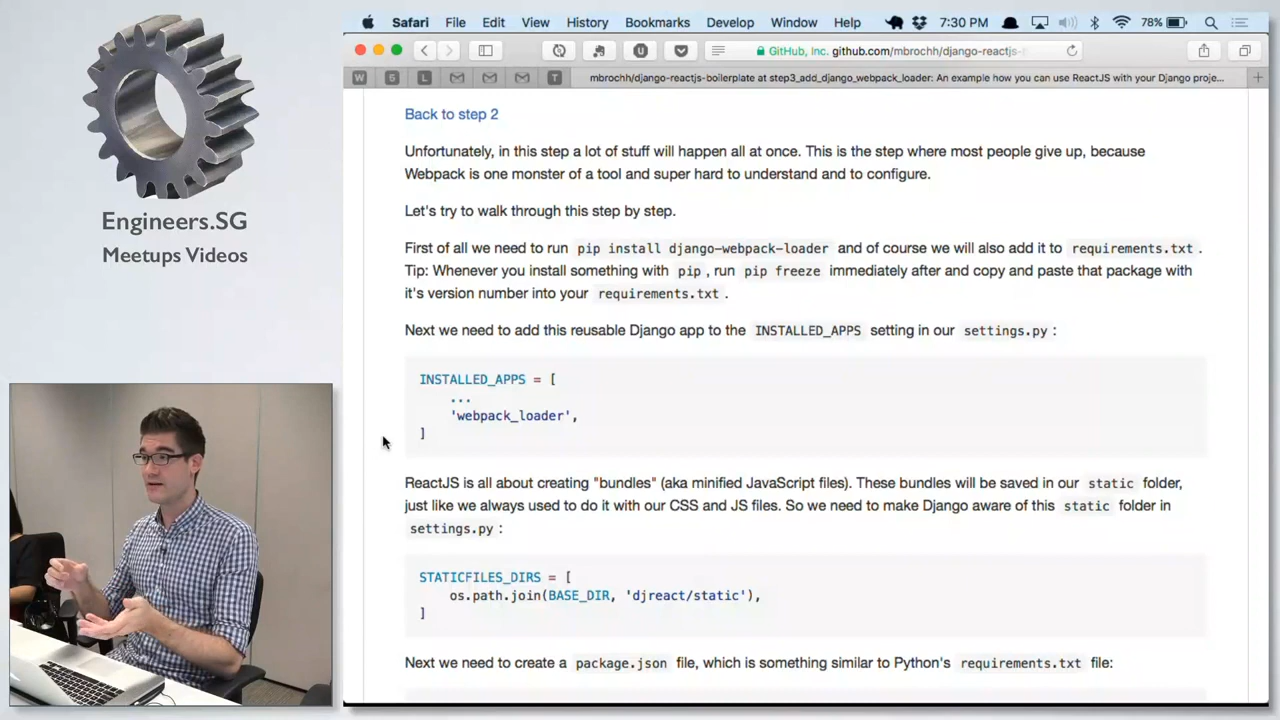 Engineers.SG
Meetups Videos
Safari File Edit View History Bookmarks Develop Window Help 7:30 PM 78%
GitHub, Inc. github.com/mbrochh/django-reactjs-
W 5 L T mbrochh/django-reactjs-boilerplate at step3_add_django_webpack_loader: An example how you can use ReactJS with your Django proje...
Back to step 2
Unfortunately, in this step a lot of stuff will happen all at once. This is the step where most people give up, because
Webpack is one monster of a tool and super hard to understand and to configure.
Let's try to walk through this step by step.
First of all we need to run pip install django-webpack-loader and of course we will also add it to requirements.txt .
Tip: Whenever you install something with pip , run pip freeze immediately after and copy and paste that package with
it's version number into your requirements.txt .
Next we need to add this reusable Django app to the INSTALLED_APPS setting in our settings.py :
INSTALLED_APPS = [
...
'webpack_loader',
]
ReactJS is all about creating "bundles" (aka minified JavaScript files). These bundles will be saved in our static folder,
just like we always used to do it with our CSS and JS files. So we need to make Django aware of this static folder in
settings.py :
STATICFILES_DIRS = [
os.path.join(BASE_DIR, 'djreact/static'),
]
Next we need to create a package.json file, which is something similar to Python's requirements.txt file: